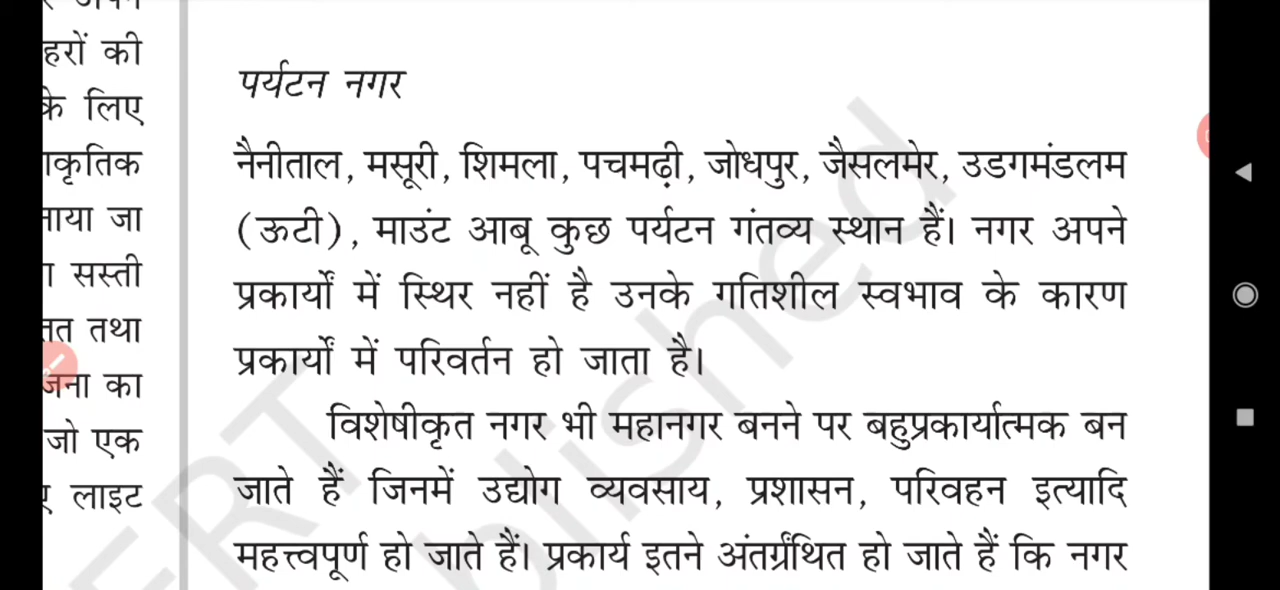 हरों की
के लिए
ाकृतिक
नाया जा
सस्ती
तथा
जना का
जो एक
लाइट
पर्यटन नगर
नैनीताल, मसूरी, शिमला, पचमढ़ी, जोधपुर, जैसलमेर, उडगमंडलम
(ऊटी), माउंट आबू कुछ पर्यटन गंतव्य स्थान हैं। नगर अपने
प्रकार्यों में स्थिर नहीं है उनके गतिशील स्वभाव के कारण
प्रकार्यों में परिवर्तन हो जाता है।
विशेषीकृत नगर भी महानगर बनने पर बहुप्रकार्यात्मक बन
जाते हैं जिनमें उद्योग व्यवसाय, प्रशासन, परिवहन इत्यादि
महत्त्वपूर्ण हो जाते हैं। प्रकार्य इतने अंतर्ग्रंथित हो जाते हैं कि नगर